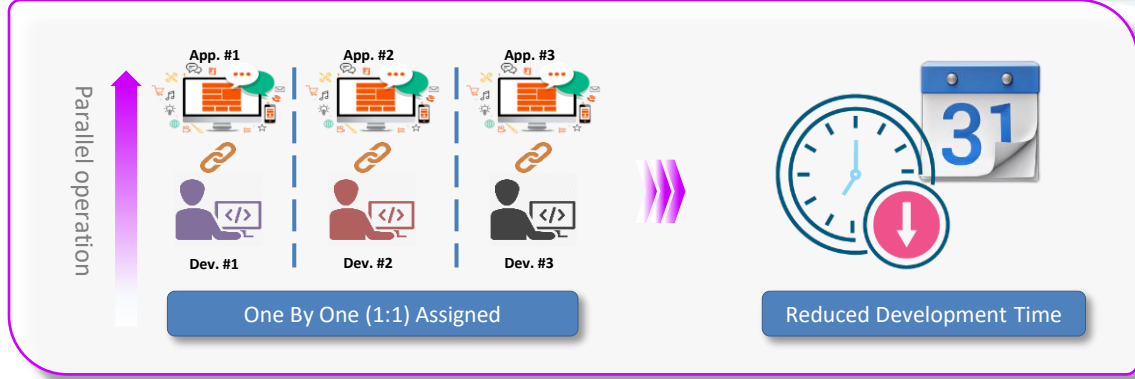 App. #1
App. #2
App. #3
Parallel operation
</>
</>
</>
Dev. #1
Dev. #2
Dev. #3
One By One (1:1) Assigned
31
Reduced Development Time